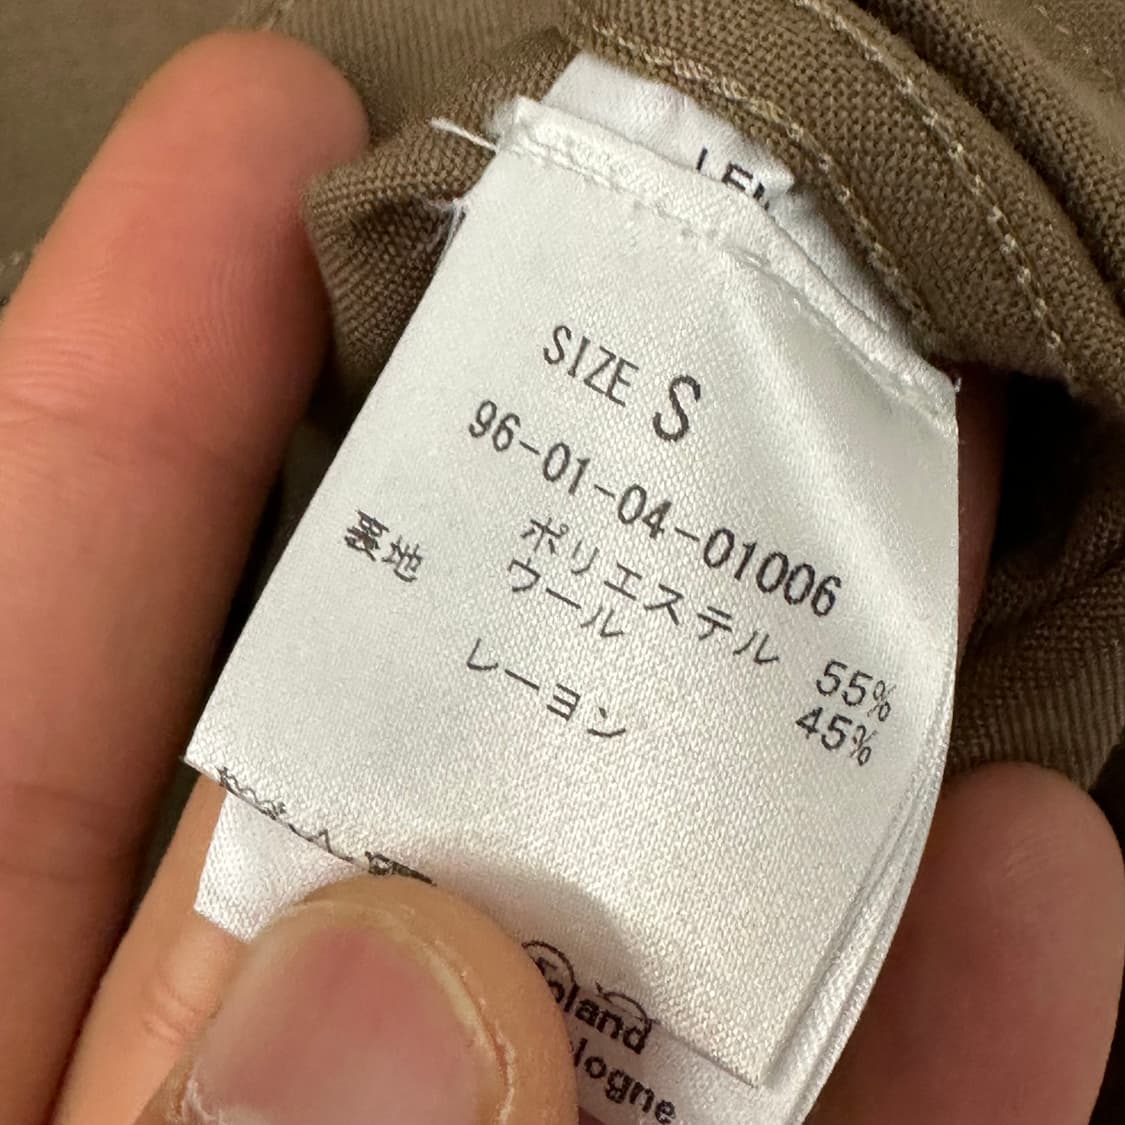 SIZE S
96-01-04-01006
ポリエステル 55%
ウール 45%
裏地 レーヨン